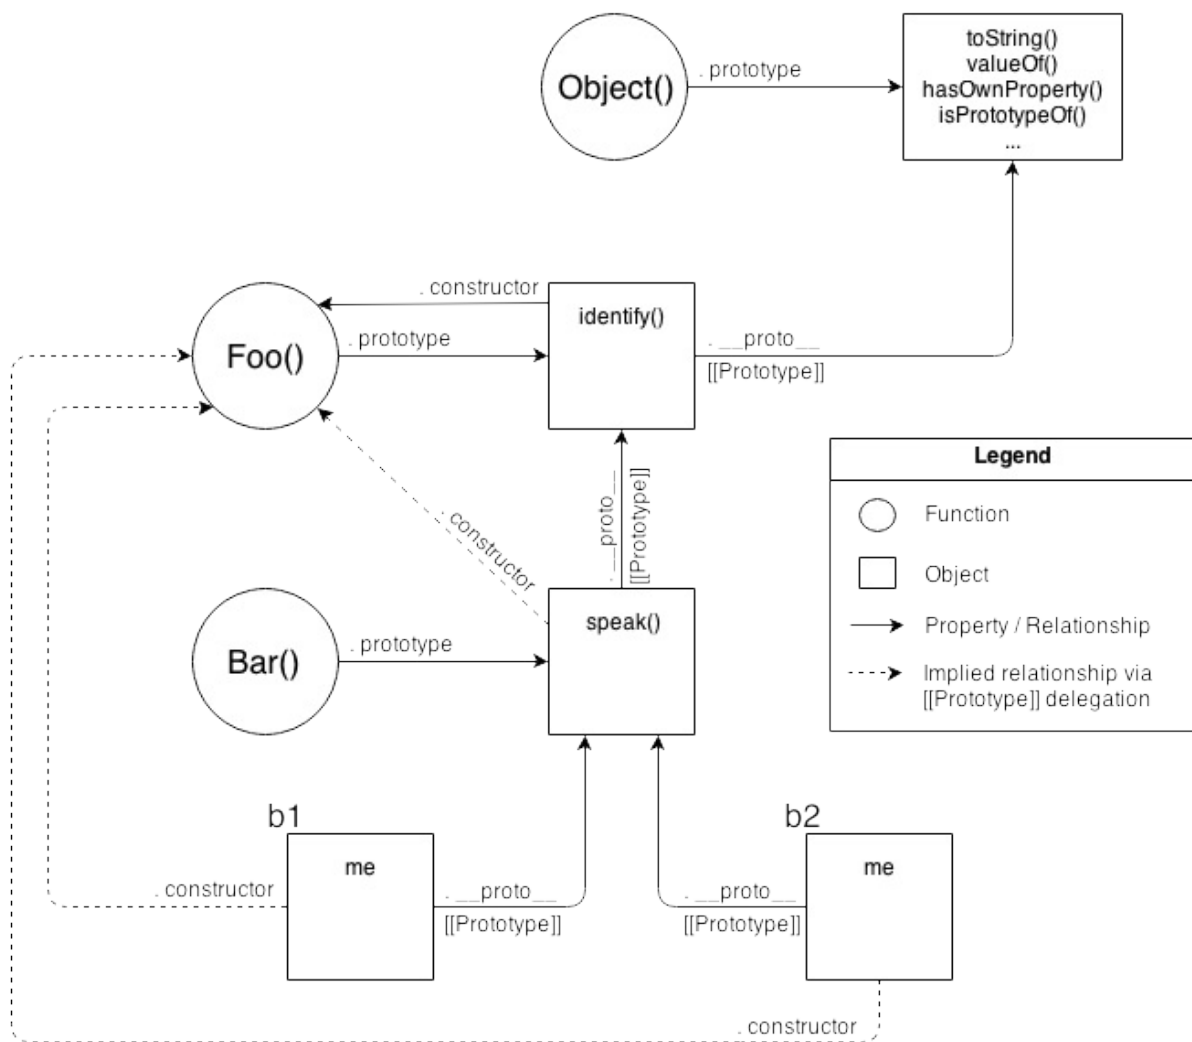 Object()
. prototype
toString()
valueOf()
hasOwnProperty()
isPrototypeOf()
...
Foo()
. constructor
. prototype
identify()
. __proto__
[[Prototype]]
. constructor
. __proto__
[[Prototype]]
Legend
Function
Object
Property / Relationship
Implied relationship via
[[Prototype]] delegation
Bar()
. prototype
speak()
b1
me
. constructor
. __proto__
[[Prototype]]
b2
me
. __proto__
[[Prototype]]
. constructor